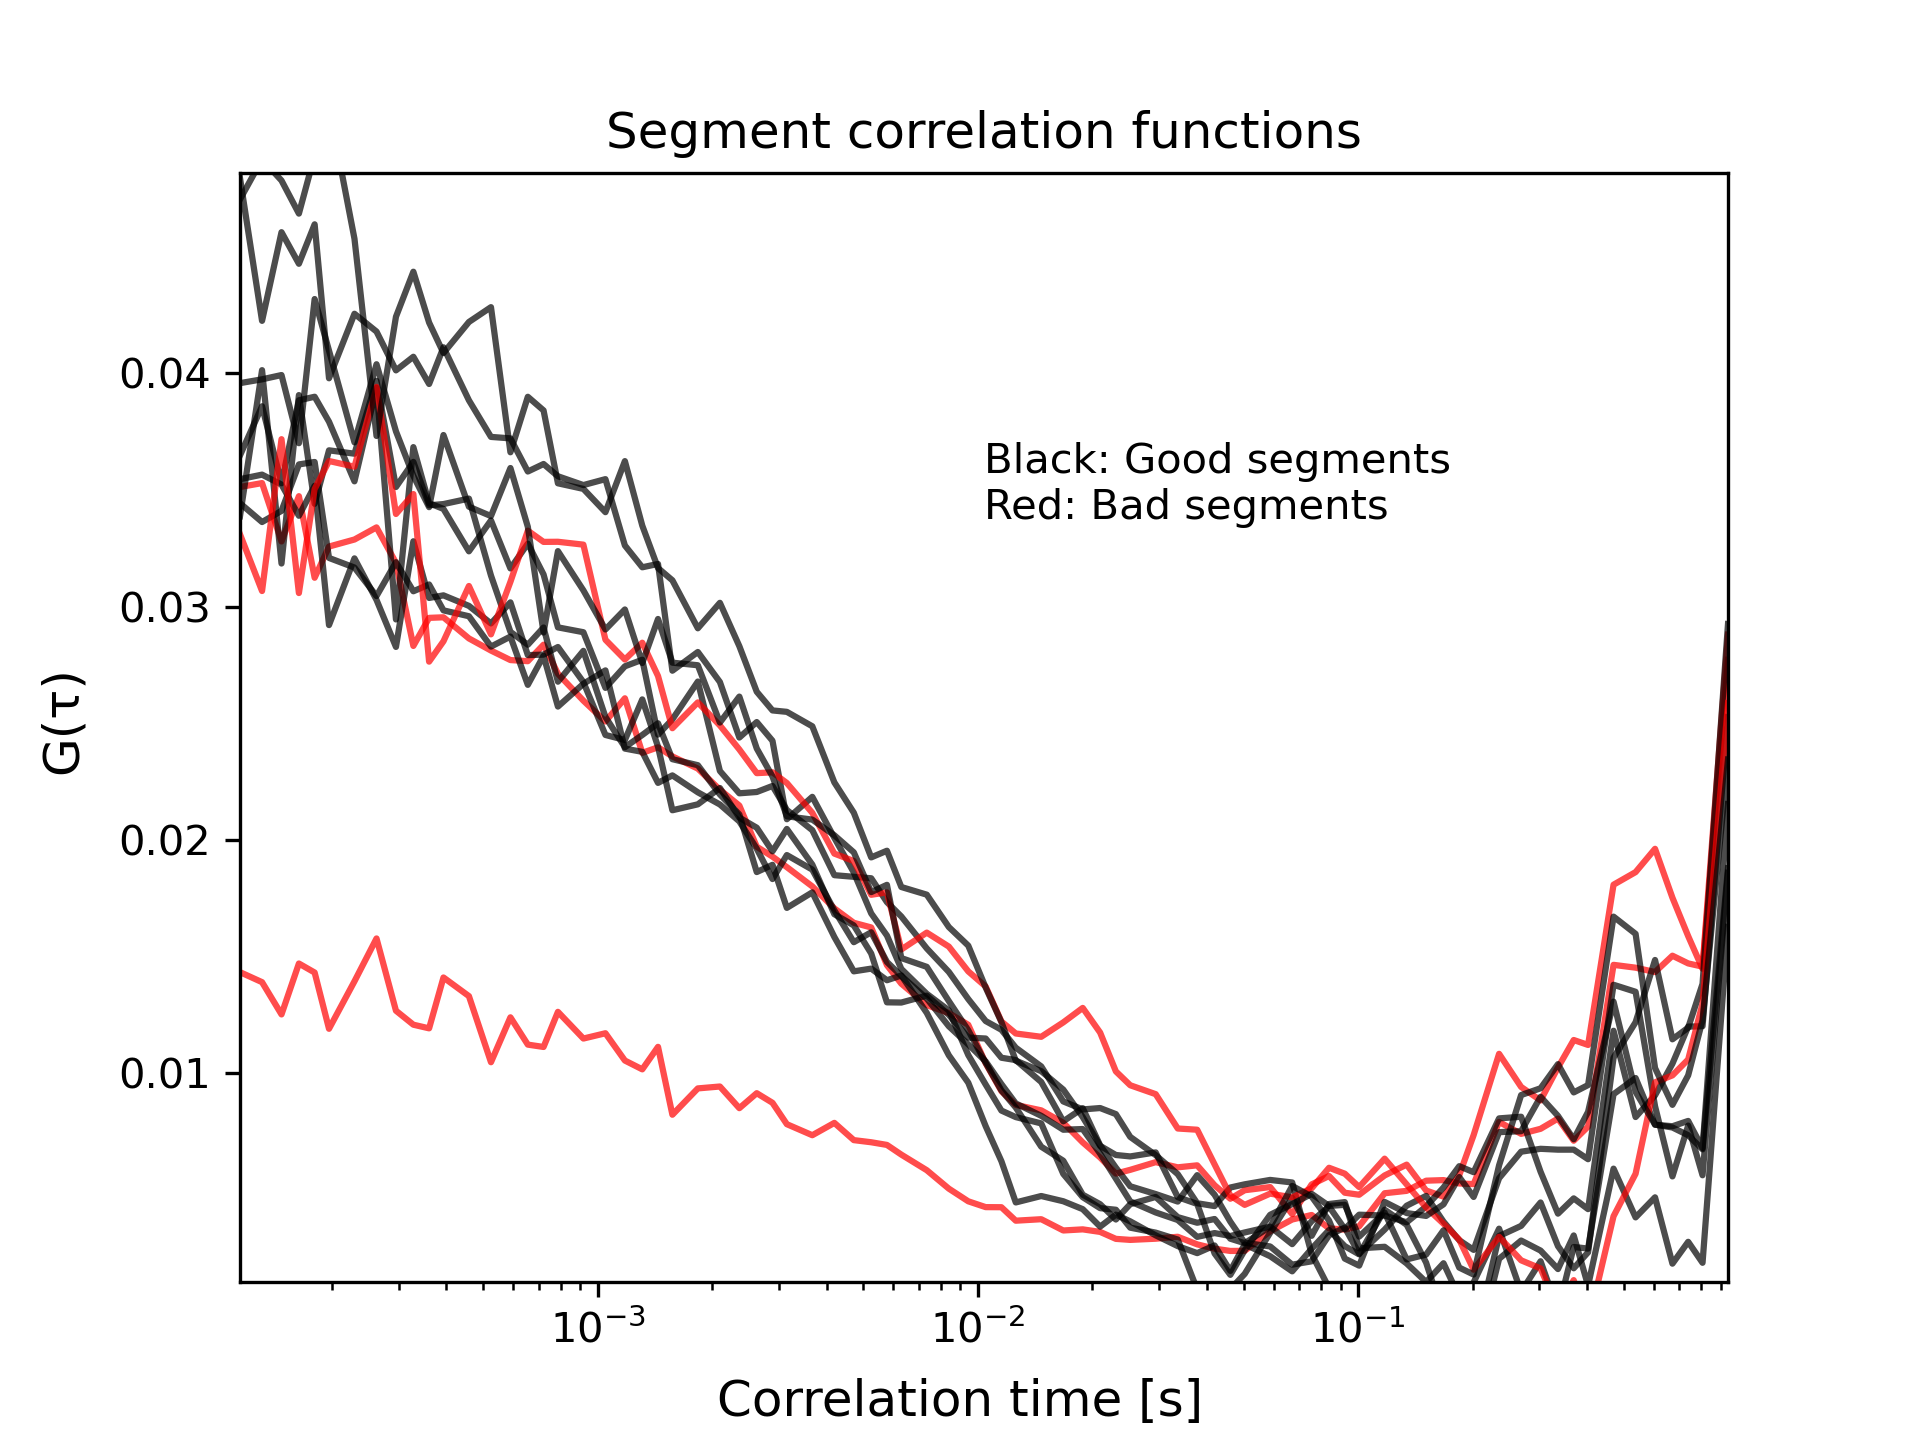 Segment correlation functions
0.04
0.03
0.02
0.01
G(τ)
Black: Good segments
Red: Bad segments
10⁻³
10⁻²
10⁻¹
Correlation time [s]